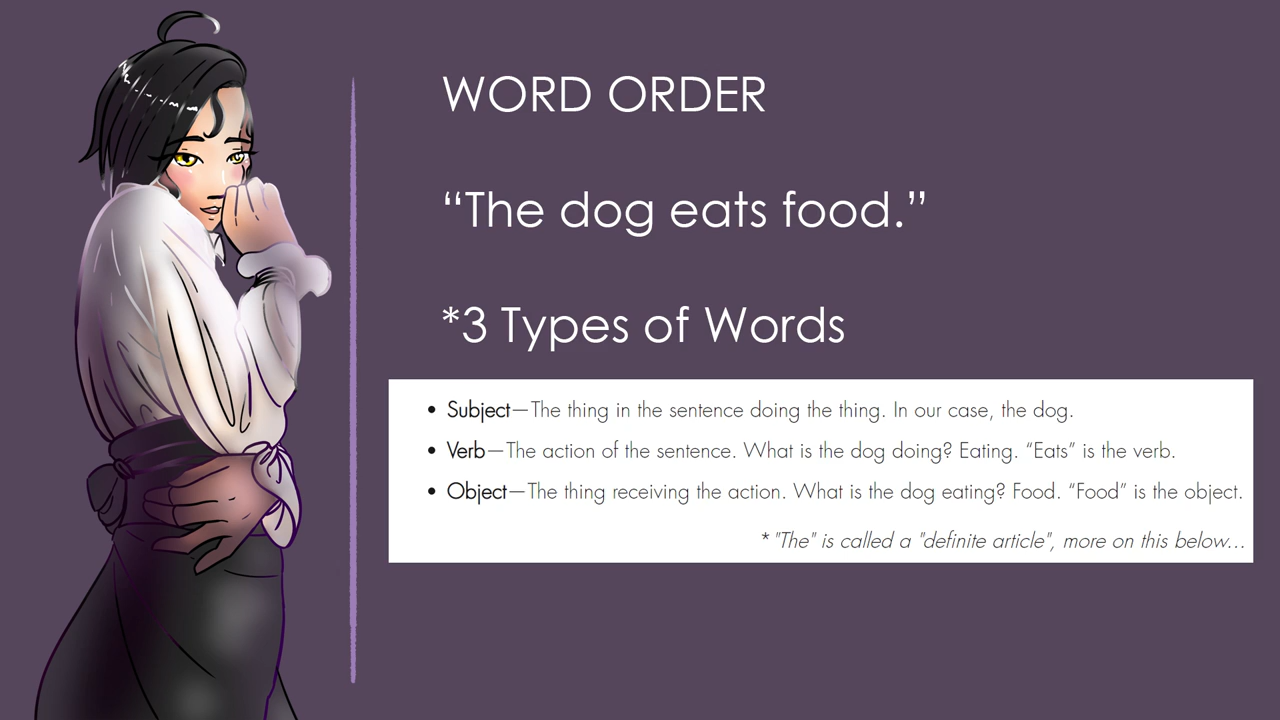 WORD ORDER
“The dog eats food.”
*3 Types of Words
• Subject—The thing in the sentence doing the thing. In our case, the dog.
• Verb—The action of the sentence. What is the dog doing? Eating. “Eats” is the verb.
• Object—The thing receiving the action. What is the dog eating? Food. “Food” is the object.
* "The" is called a "definite article", more on this below...